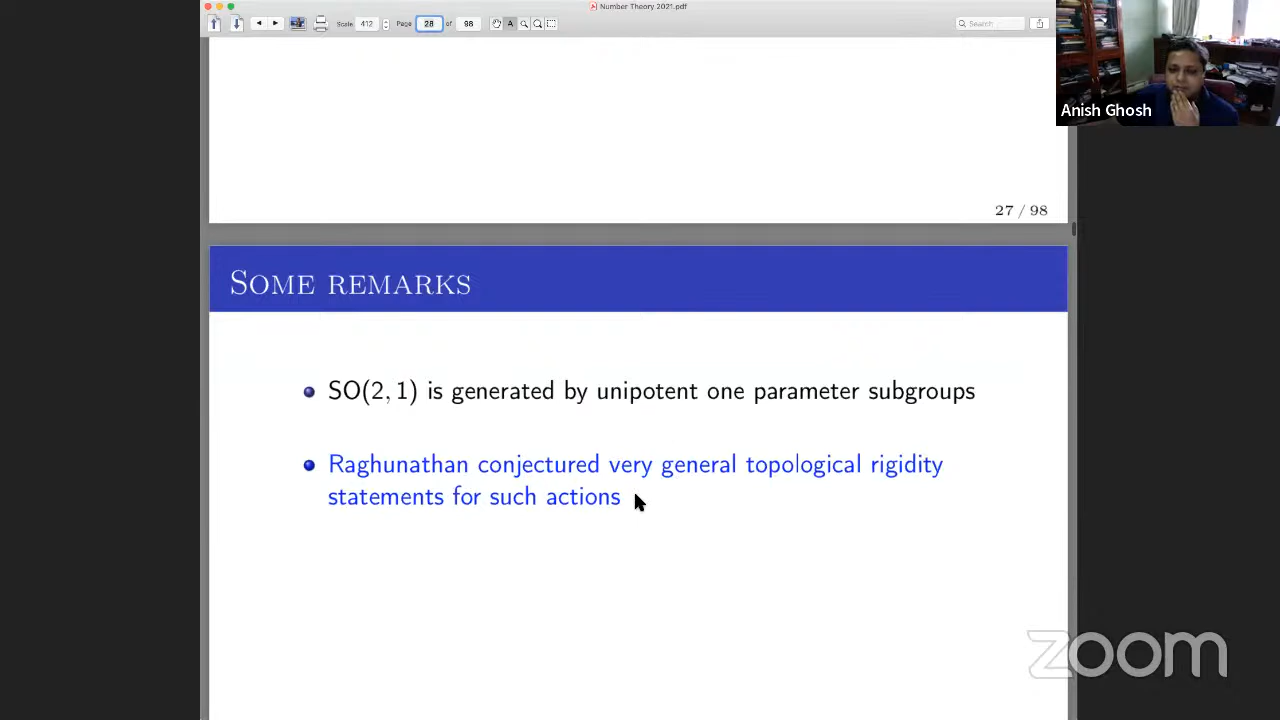 Number Theory 2021.pdf
Scale 412 Page 28 of 98 A Search
Anish Ghosh
27 / 98
Some remarks
SO(2, 1) is generated by unipotent one parameter subgroups
Raghunathan conjectured very general topological rigidity
statements for such actions
zoom